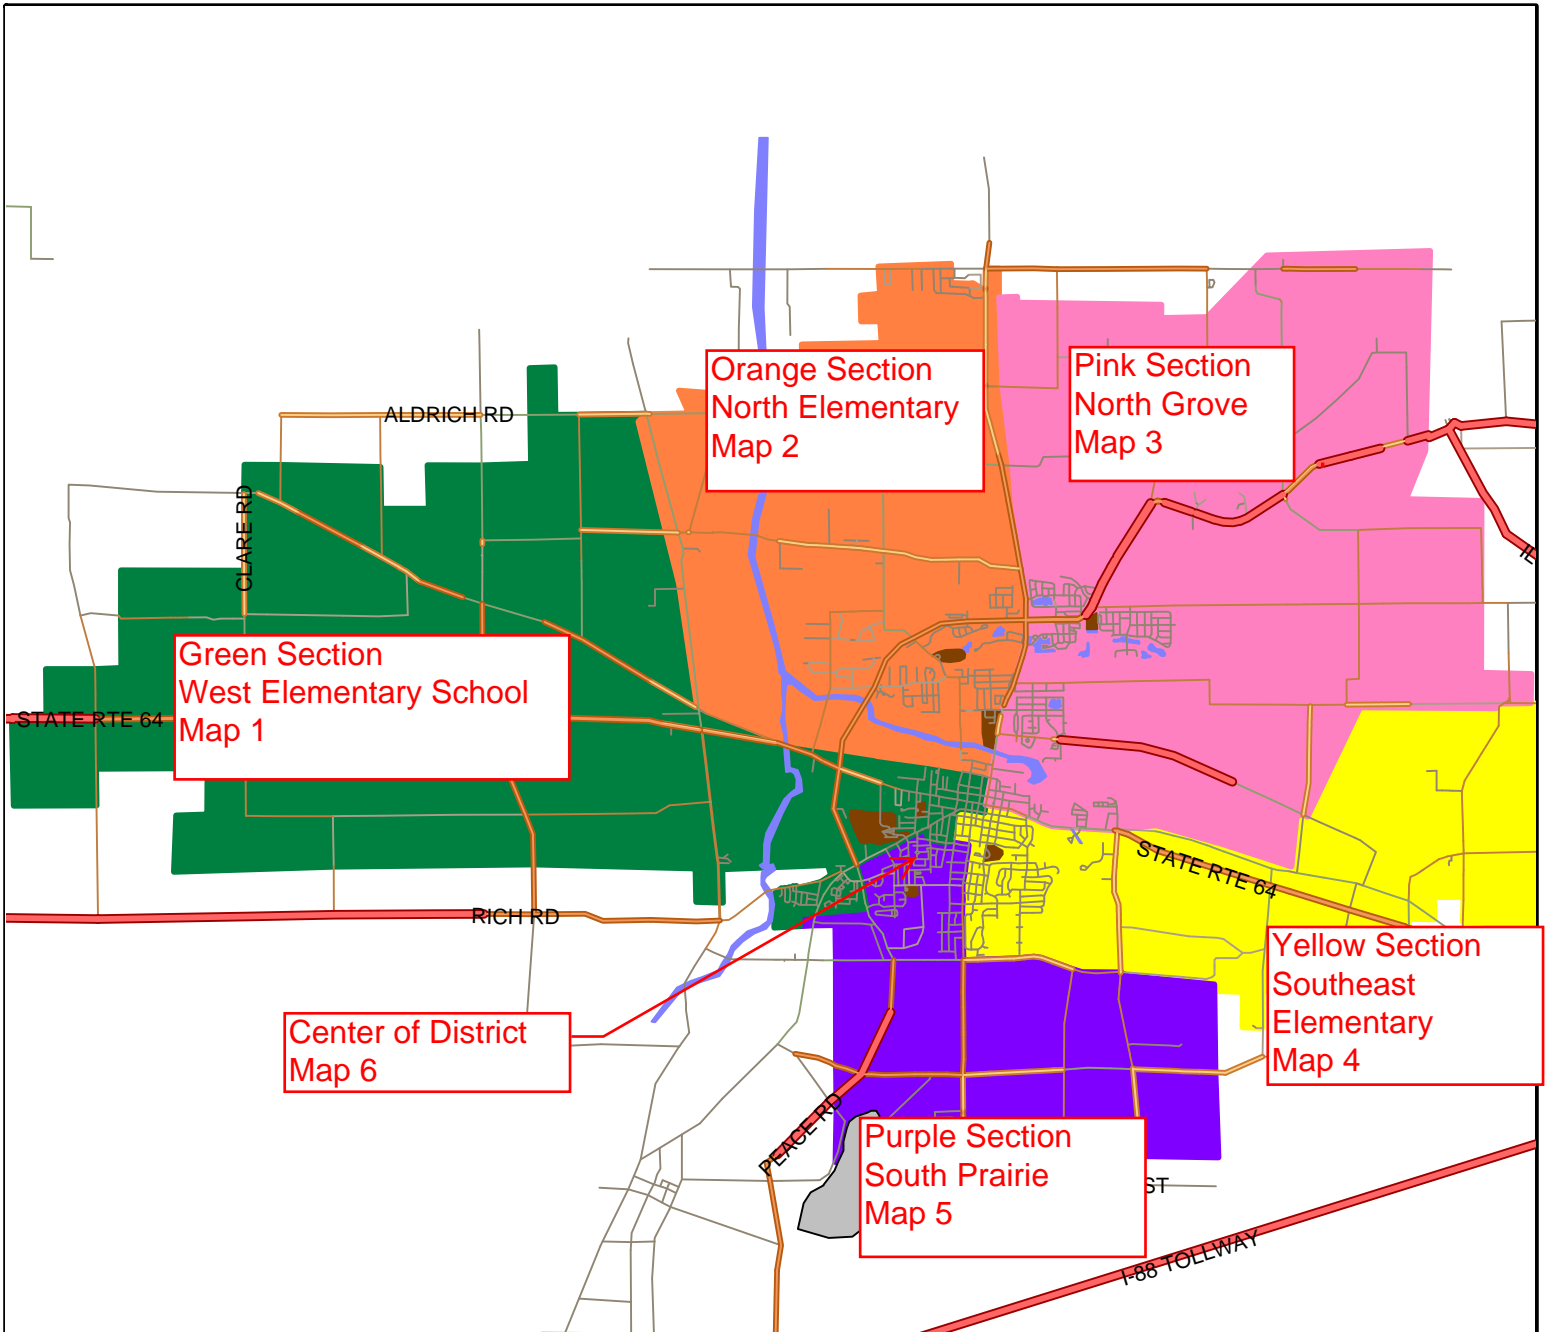 Orange Section
North Elementary
Map 2
Pink Section
North Grove
Map 3
ALDRICH RD
CLARE RD
IL
Green Section
West Elementary School
Map 1
STATE RTE 64
STATE RTE 64
RICH RD
Yellow Section
Southeast
Elementary
Map 4
Center of District
Map 6
PEACE RD
Purple Section
South Prairie
Map 5
ST
I-88 TOLLWAY